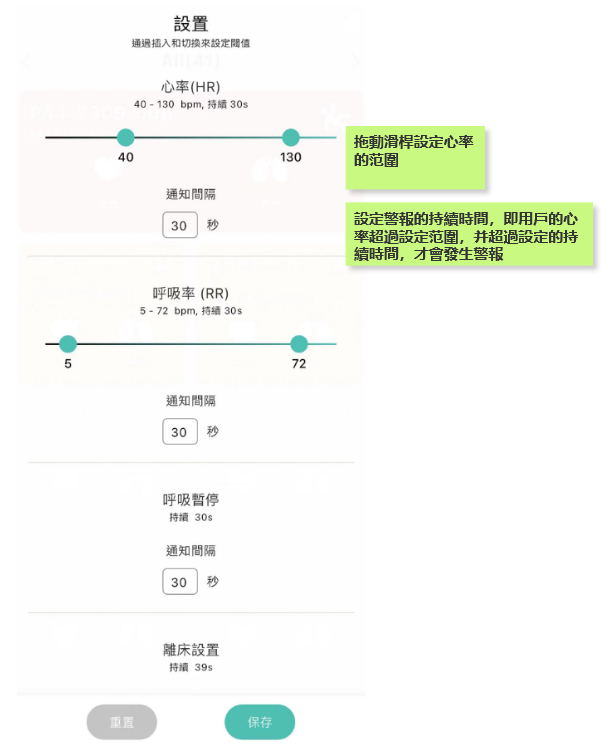 設置
通過插入和切換來設定閾值
心率(HR)
40 - 130 bpm, 持續 30s
40
130
拖動滑桿設定心率
的范圍
通知間隔
30 秒
設定警報的持續時間，即用戶的心
率超過設定范圍，并超過設定的持
續時間，才會發生警報
呼吸率 (RR)
5 - 72 bpm, 持續 30s
5
72
通知間隔
30 秒
呼吸暫停
持續 30s
通知間隔
30 秒
離床設置
持續 39s
重置
保存